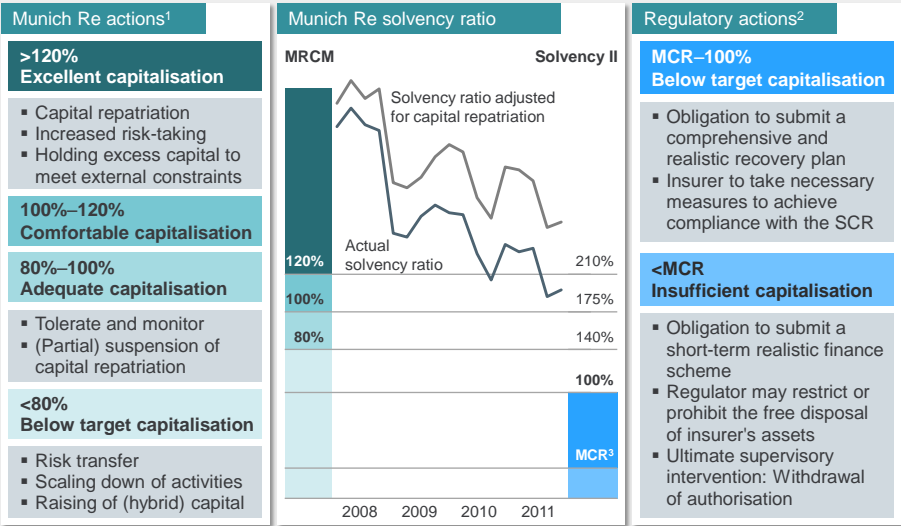 Munich Re actions1
>120%
Excellent capitalisation
▪ Capital repatriation
▪ Increased risk-taking
▪ Holding excess capital to
meet external constraints
100%–120%
Comfortable capitalisation
80%–100%
Adequate capitalisation
▪ Tolerate and monitor
▪ (Partial) suspension of
capital repatriation
<80%
Below target capitalisation
▪ Risk transfer
▪ Scaling down of activities
▪ Raising of (hybrid) capital
Munich Re solvency ratio
MRCM
Solvency II
Solvency ratio adjusted
for capital repatriation
Actual
solvency ratio
120%
210%
100%
175%
80%
140%
100%
MCR3
2008 2009 2010 2011
Regulatory actions2
MCR–100%
Below target capitalisation
▪ Obligation to submit a
comprehensive and
realistic recovery plan
▪ Insurer to take necessary
measures to achieve
compliance with the SCR
<MCR
Insufficient capitalisation
▪ Obligation to submit a
short-term realistic finance
scheme
▪ Regulator may restrict or
prohibit the free disposal
of insurer's assets
▪ Ultimate supervisory
intervention: Withdrawal
of authorisation